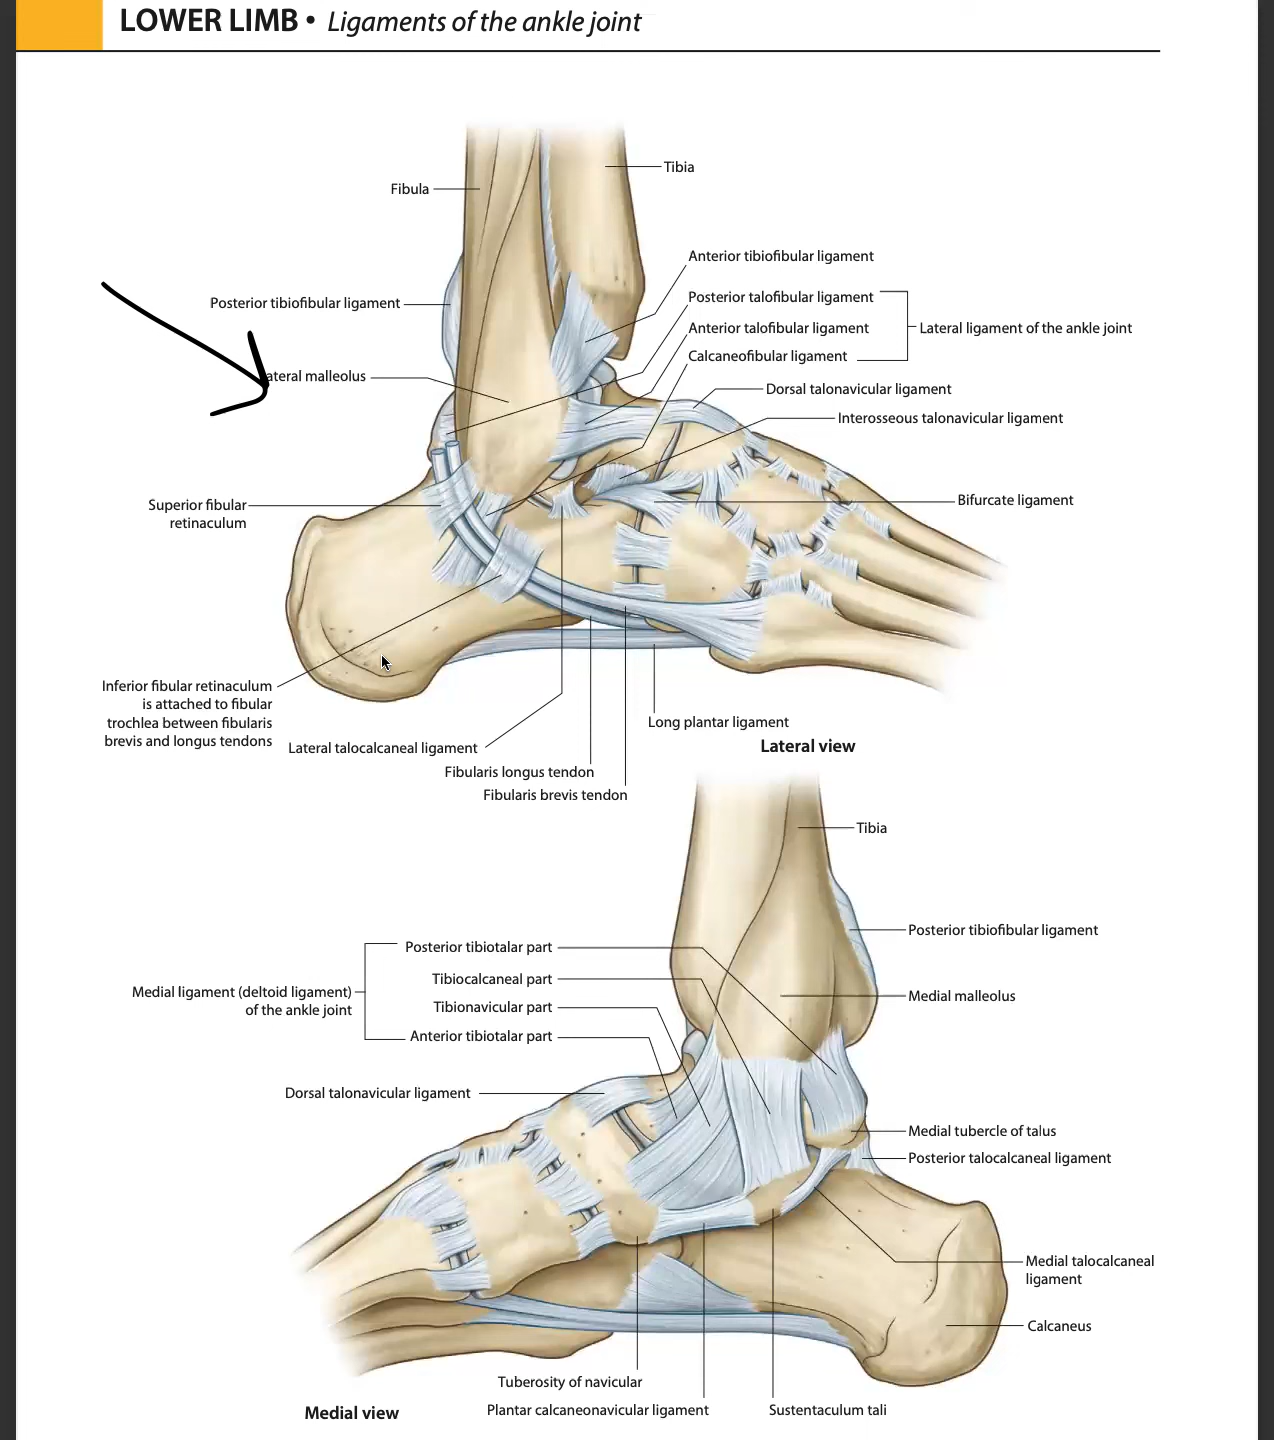 LOWER LIMB • Ligaments of the ankle joint
Tibia
Fibula
Anterior tibiofibular ligament
Posterior tibiofibular ligament
Posterior talofibular ligament
Anterior talofibular ligament
Lateral ligament of the ankle joint
Calcaneofibular ligament
ateral malleolus
Dorsal talonavicular ligament
Interosseous talonavicular ligament
Superior fibular
retinaculum
Bifurcate ligament
Inferior fibular retinaculum
is attached to fibular
trochlea between fibularis
brevis and longus tendons
Long plantar ligament
Lateral talocalcaneal ligament
Lateral view
Fibularis longus tendon
Fibularis brevis tendon
Tibia
Posterior tibiofibular ligament
Posterior tibiotalar part
Tibiocalcaneal part
Medial ligament (deltoid ligament)
of the ankle joint
Medial malleolus
Tibionavicular part
Anterior tibiotalar part
Dorsal talonavicular ligament
Medial tubercle of talus
Posterior talocalcaneal ligament
Medial talocalcaneal
ligament
Calcaneus
Tuberosity of navicular
Medial view
Plantar calcaneonavicular ligament
Sustentaculum tali